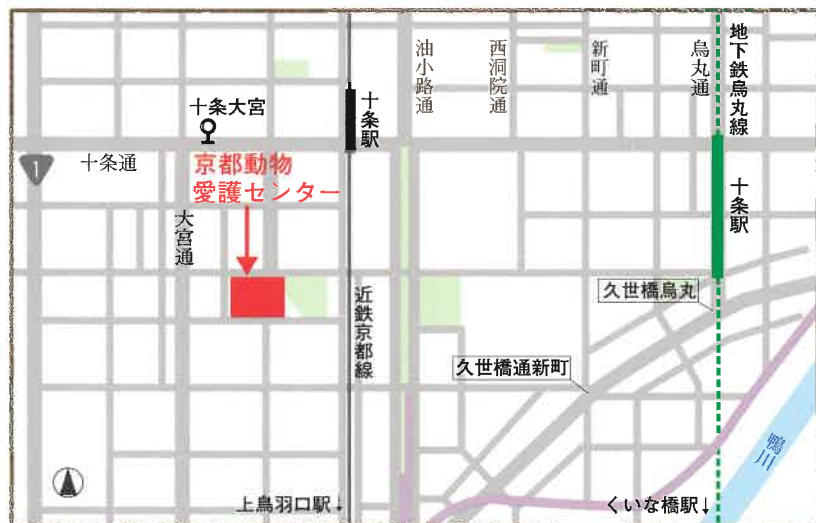 地下鉄烏丸線
烏丸通
新町通
西洞院通
油小路通
十条駅
十条大宮
1
十条通
京都動物
愛護センター
十条駅
大宮通
久世橋烏丸
近鉄京都線
久世橋通新町
鴨川
上鳥羽口駅↓
くいな橋駅↓